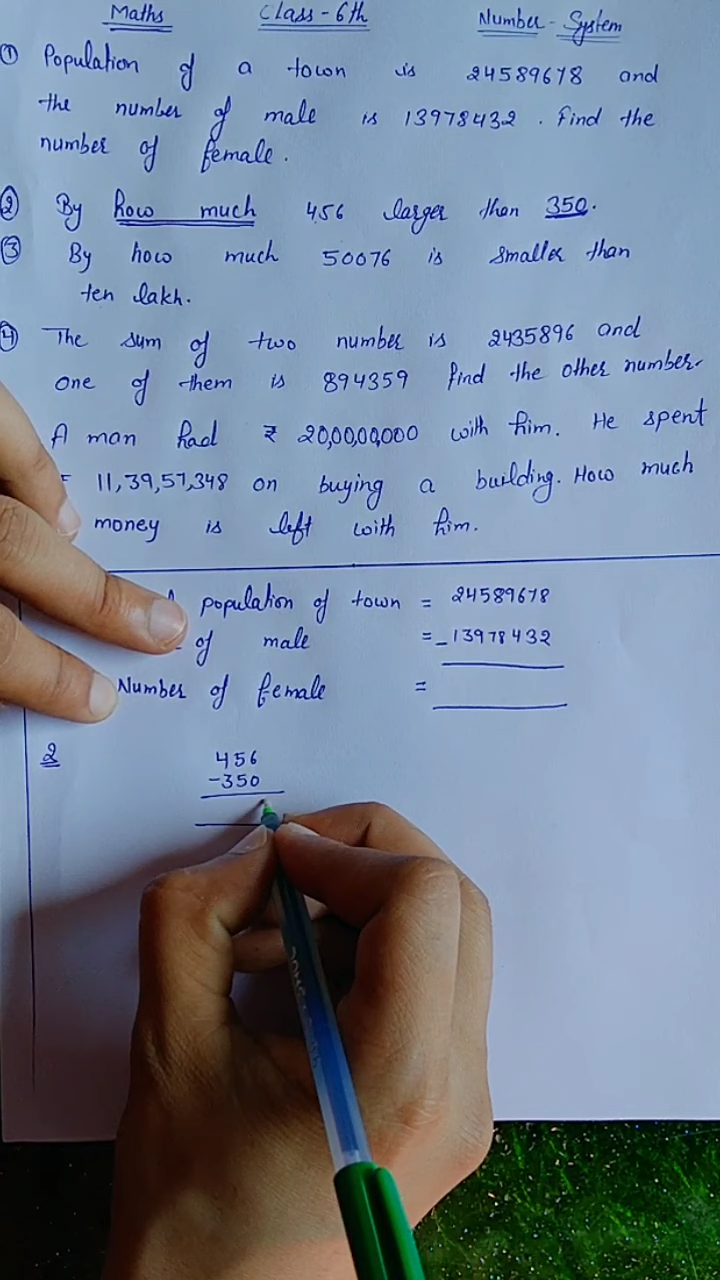 Maths Class-6th Number-System
① Population of a town is 24589678 and
the number of male is 13978432. Find the
number of female.
② By how much 456 larger than 350.
③ By how much 50076 is smaller than
ten lakh.
④ The sum of two number is 2435896 and
one of them is 894359 find the other number.
A man had ₹ 20,00,00,000 with him. He spent
11,39,57,348 on buying a building. How much
money is left with him.
population of town = 24589678
of male =-13978432
Number of female =
2
456
-350